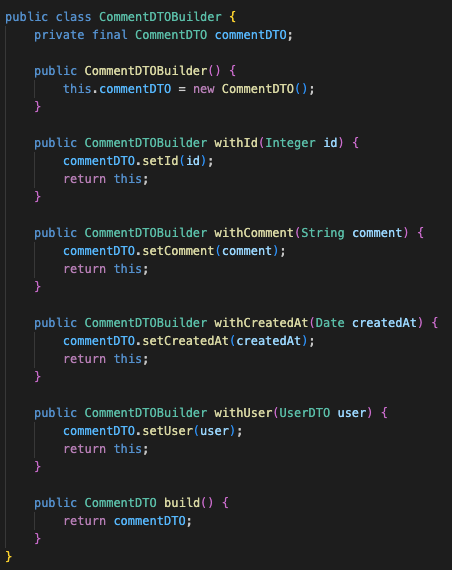 public class CommentDTOBuilder {
    private final CommentDTO commentDTO;

    public CommentDTOBuilder() {
        this.commentDTO = new CommentDTO();
    }

    public CommentDTOBuilder withId(Integer id) {
        commentDTO.setId(id);
        return this;
    }

    public CommentDTOBuilder withComment(String comment) {
        commentDTO.setComment(comment);
        return this;
    }

    public CommentDTOBuilder withCreatedAt(Date createdAt) {
        commentDTO.setCreatedAt(createdAt);
        return this;
    }

    public CommentDTOBuilder withUser(UserDTO user) {
        commentDTO.setUser(user);
        return this;
    }

    public CommentDTO build() {
        return commentDTO;
    }
}